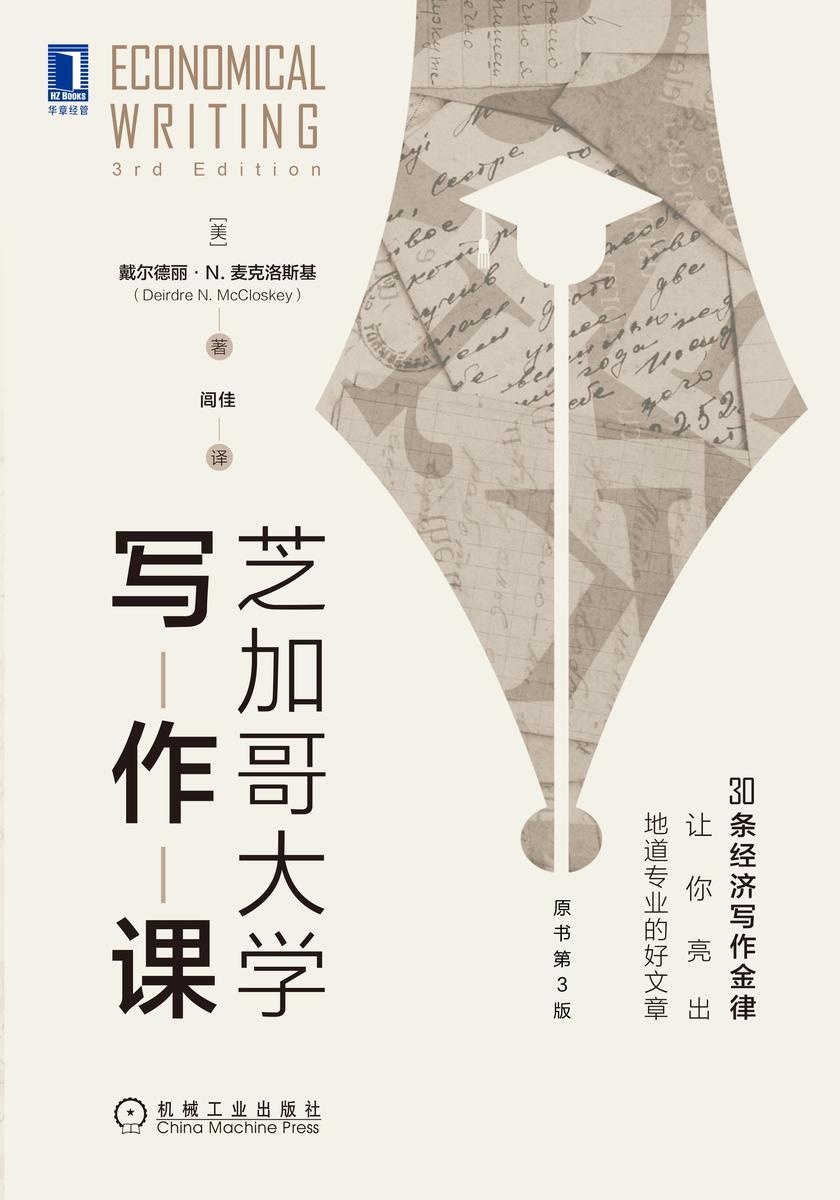 HZ BOOKS
华章经管
ECONOMICAL
WRITING
3rd Edition
[美]
戴尔德丽·N. 麦克洛斯基
(Deirdre N. McCloskey)
著
闾佳
译
芝加哥大学
写作课
30条经济写作金律
让你亮出
地道专业的好文章
原书第3版
252
机械工业出版社
China Machine Press